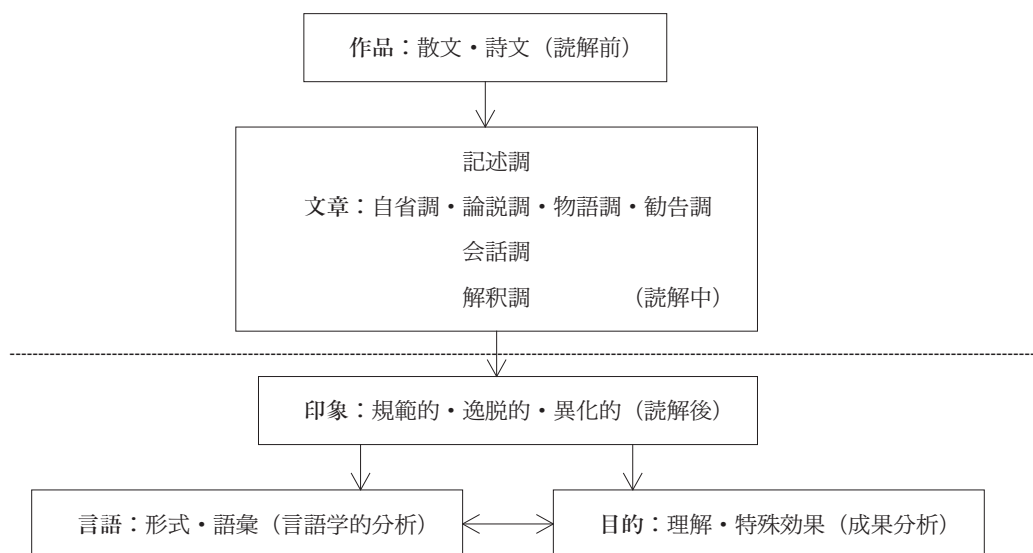 作品：散文・詩文（読解前）
記述調
文章：自省調・論説調・物語調・勧告調
会話調
解釈調　　　　（読解中）
印象：規範的・逸脱的・異化的（読解後）
言語：形式・語彙（言語学的分析）
目的：理解・特殊効果（成果分析）